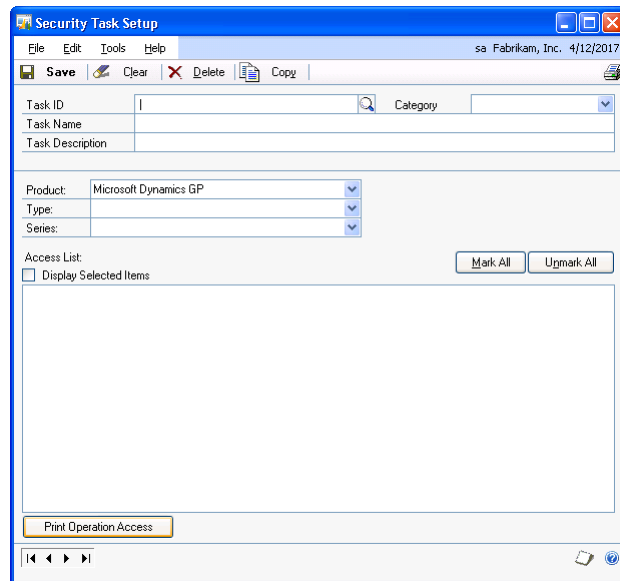 Security Task Setup
File Edit Tools Help sa Fabrikam, Inc. 4/12/2017
Save Clear Delete Copy
Task ID Category
Task Name
Task Description
Product: Microsoft Dynamics GP
Type:
Series:
Access List:
Mark All Unmark All
Display Selected Items
Print Operation Access